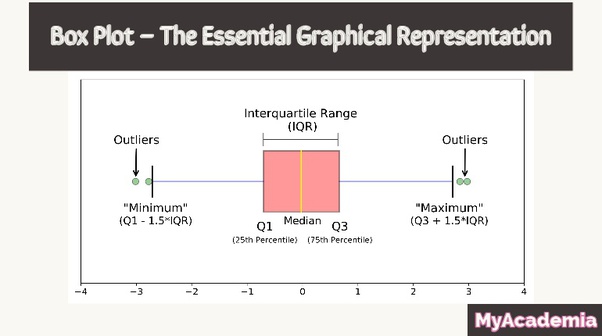 Box Plot – The Essential Graphical Representation
Interquartile Range
(IQR)
Outliers
Outliers
"Minimum"
(Q1 - 1.5*IQR)
"Maximum"
(Q3 + 1.5*IQR)
Median
Q1
Q3
(25th Percentile)
(75th Percentile)
−4 −3 −2 −1 0 1 2 3 4
MyAcademia